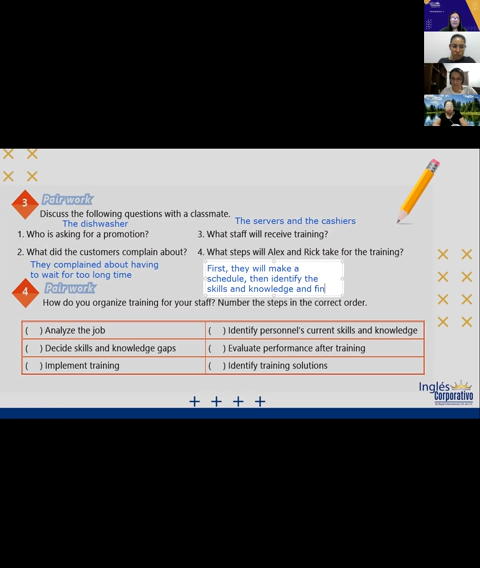 3
Pair work
Discuss the following questions with a classmate.
The dishwasher
The servers and the cashiers
1. Who is asking for a promotion?
3. What staff will receive training?
2. What did the customers complain about?
4. What steps will Alex and Rick take for the training?
They complained about having
to wait for too long time
First, they will make a
schedule, then identify the
skills and knowledge and fin
4
Pair work
How do you organize training for your staff? Number the steps in the correct order.
( ) Analyze the job
( ) Identify personnel's current skills and knowledge
( ) Decide skills and knowledge gaps
( ) Evaluate performance after training
( ) Implement training
( ) Identify training solutions
Inglés
Corporativo